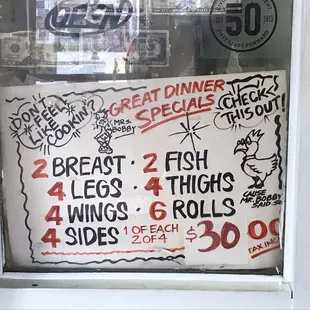 OPEN
50
DON'T FEEL LIKE COOKIN'?
GREAT DINNER SPECIALS
CHECK THIS OUT!
MRS. BOBBY
2 BREAST · 2 FISH
4 LEGS · 4 THIGHS
4 WINGS · 6 ROLLS
4 SIDES 1 OF EACH 2 OF 4
$30.00
TAX INC
'CAUSE MR. BOBBY SAID SO